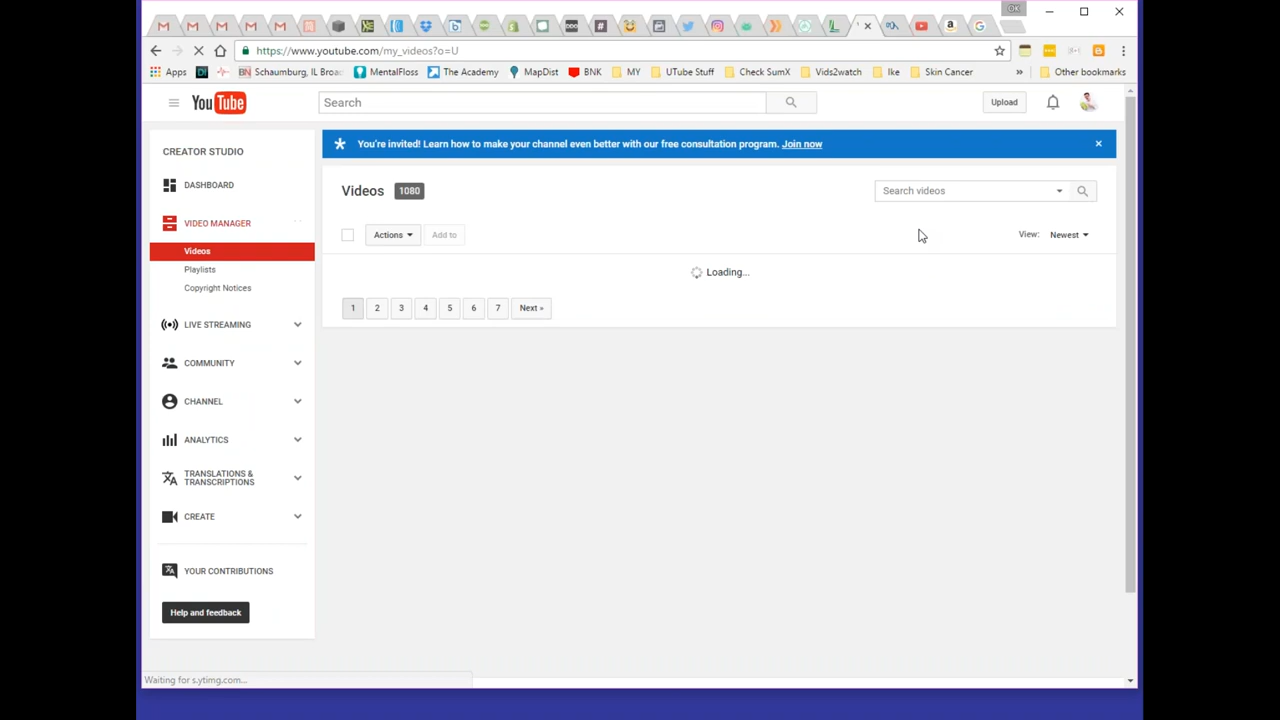 OK
https://www.youtube.com/my_videos?o=U
Apps
BN Schaumburg, IL Broa
MentalFloss
The Academy
MapDist
BNK
MY
UTube Stuff
Check SumX
Vids2watch
Ike
Skin Cancer
»
Other bookmarks
YouTube
Search
Upload
CREATOR STUDIO
DASHBOARD
VIDEO MANAGER
Videos
Playlists
Copyright Notices
LIVE STREAMING
COMMUNITY
CHANNEL
ANALYTICS
TRANSLATIONS &
TRANSCRIPTIONS
CREATE
YOUR CONTRIBUTIONS
Help and feedback
You're invited! Learn how to make your channel even better with our free consultation program. Join now
Videos 1080
Search videos
Actions
Add to
View: Newest
Loading...
1 2 3 4 5 6 7 Next »
Waiting for s.ytimg.com...